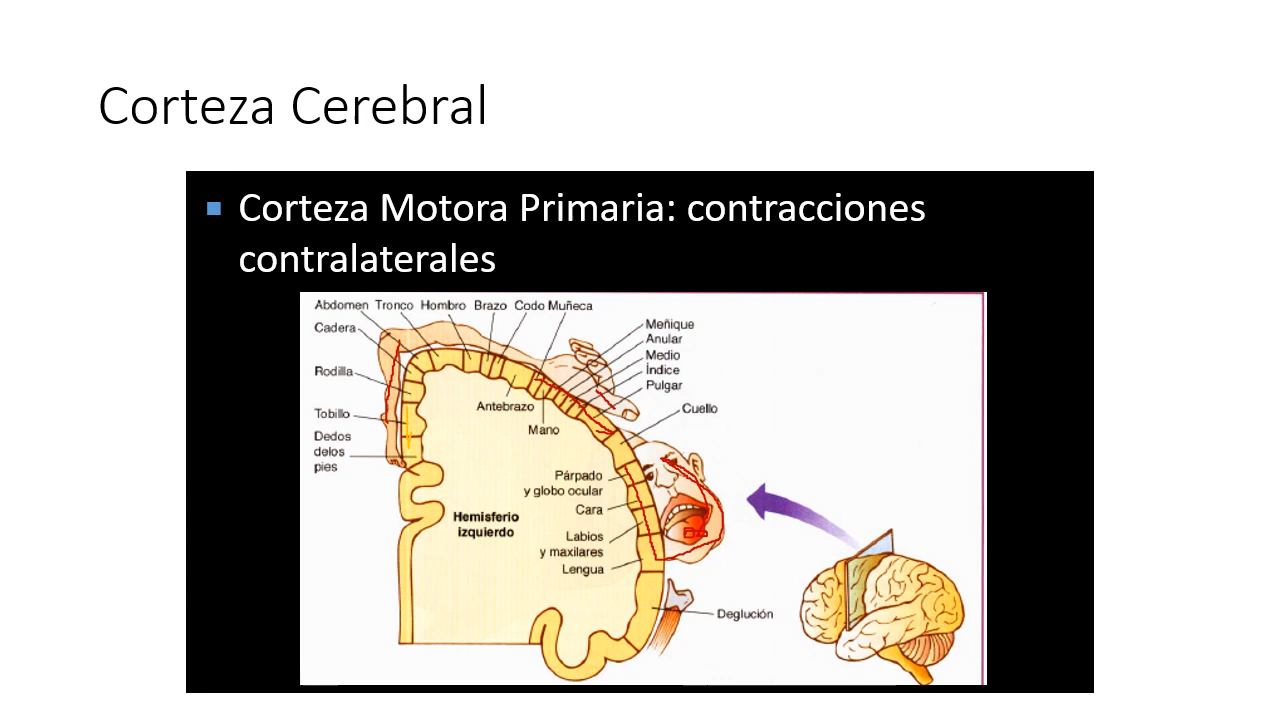 Corteza Cerebral
Corteza Motora Primaria: contracciones
contralaterales
Abdomen Tronco Hombro Brazo Codo Muñeca
Cadera
Rodilla
Tobillo
Dedos
delos
pies
Meñique
Anular
Medio
Índice
Pulgar
Cuello
Antebrazo
Mano
Párpado
y globo ocular
Cara
Labios
y maxilares
Lengua
Hemisferio
izquierdo
Deglución